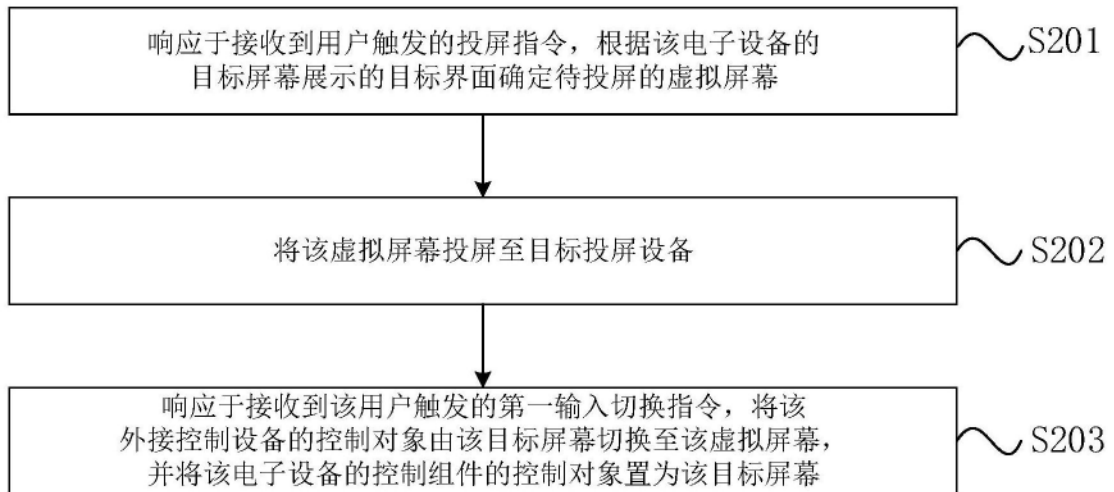 响应于接收到用户触发的投屏指令，根据该电子设备的
目标屏幕展示的目标界面确定待投屏的虚拟屏幕
S201
将该虚拟屏幕投屏至目标投屏设备
S202
响应于接收到该用户触发的第一输入切换指令，将该
外接控制设备的控制对象由该目标屏幕切换至该虚拟屏幕，
并将该电子设备的控制组件的控制对象置为该目标屏幕
S203